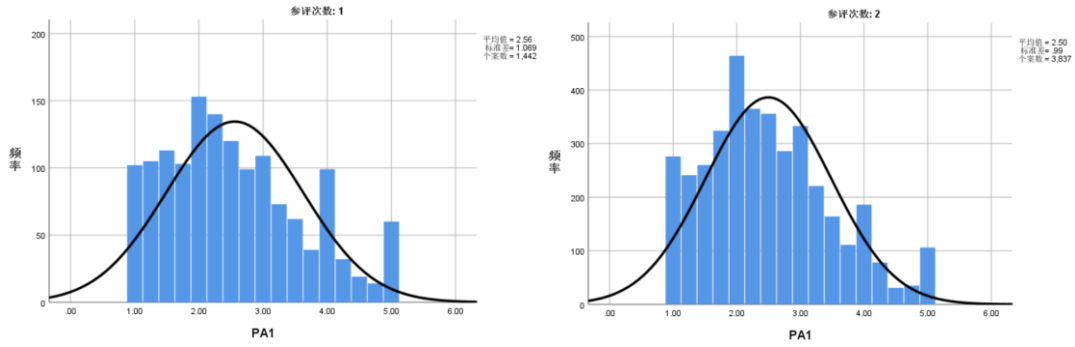 参评次数: 1
平均值 = 2.56
标准差= 1.069
个案数 = 1,442
200
150
100
50
0
频率
.00 1.00 2.00 3.00 4.00 5.00 6.00
PA1
参评次数: 2
平均值 = 2.50
标准差= .99
个案数 = 3,837
500
400
300
200
100
0
频率
.00 1.00 2.00 3.00 4.00 5.00 6.00
PA1